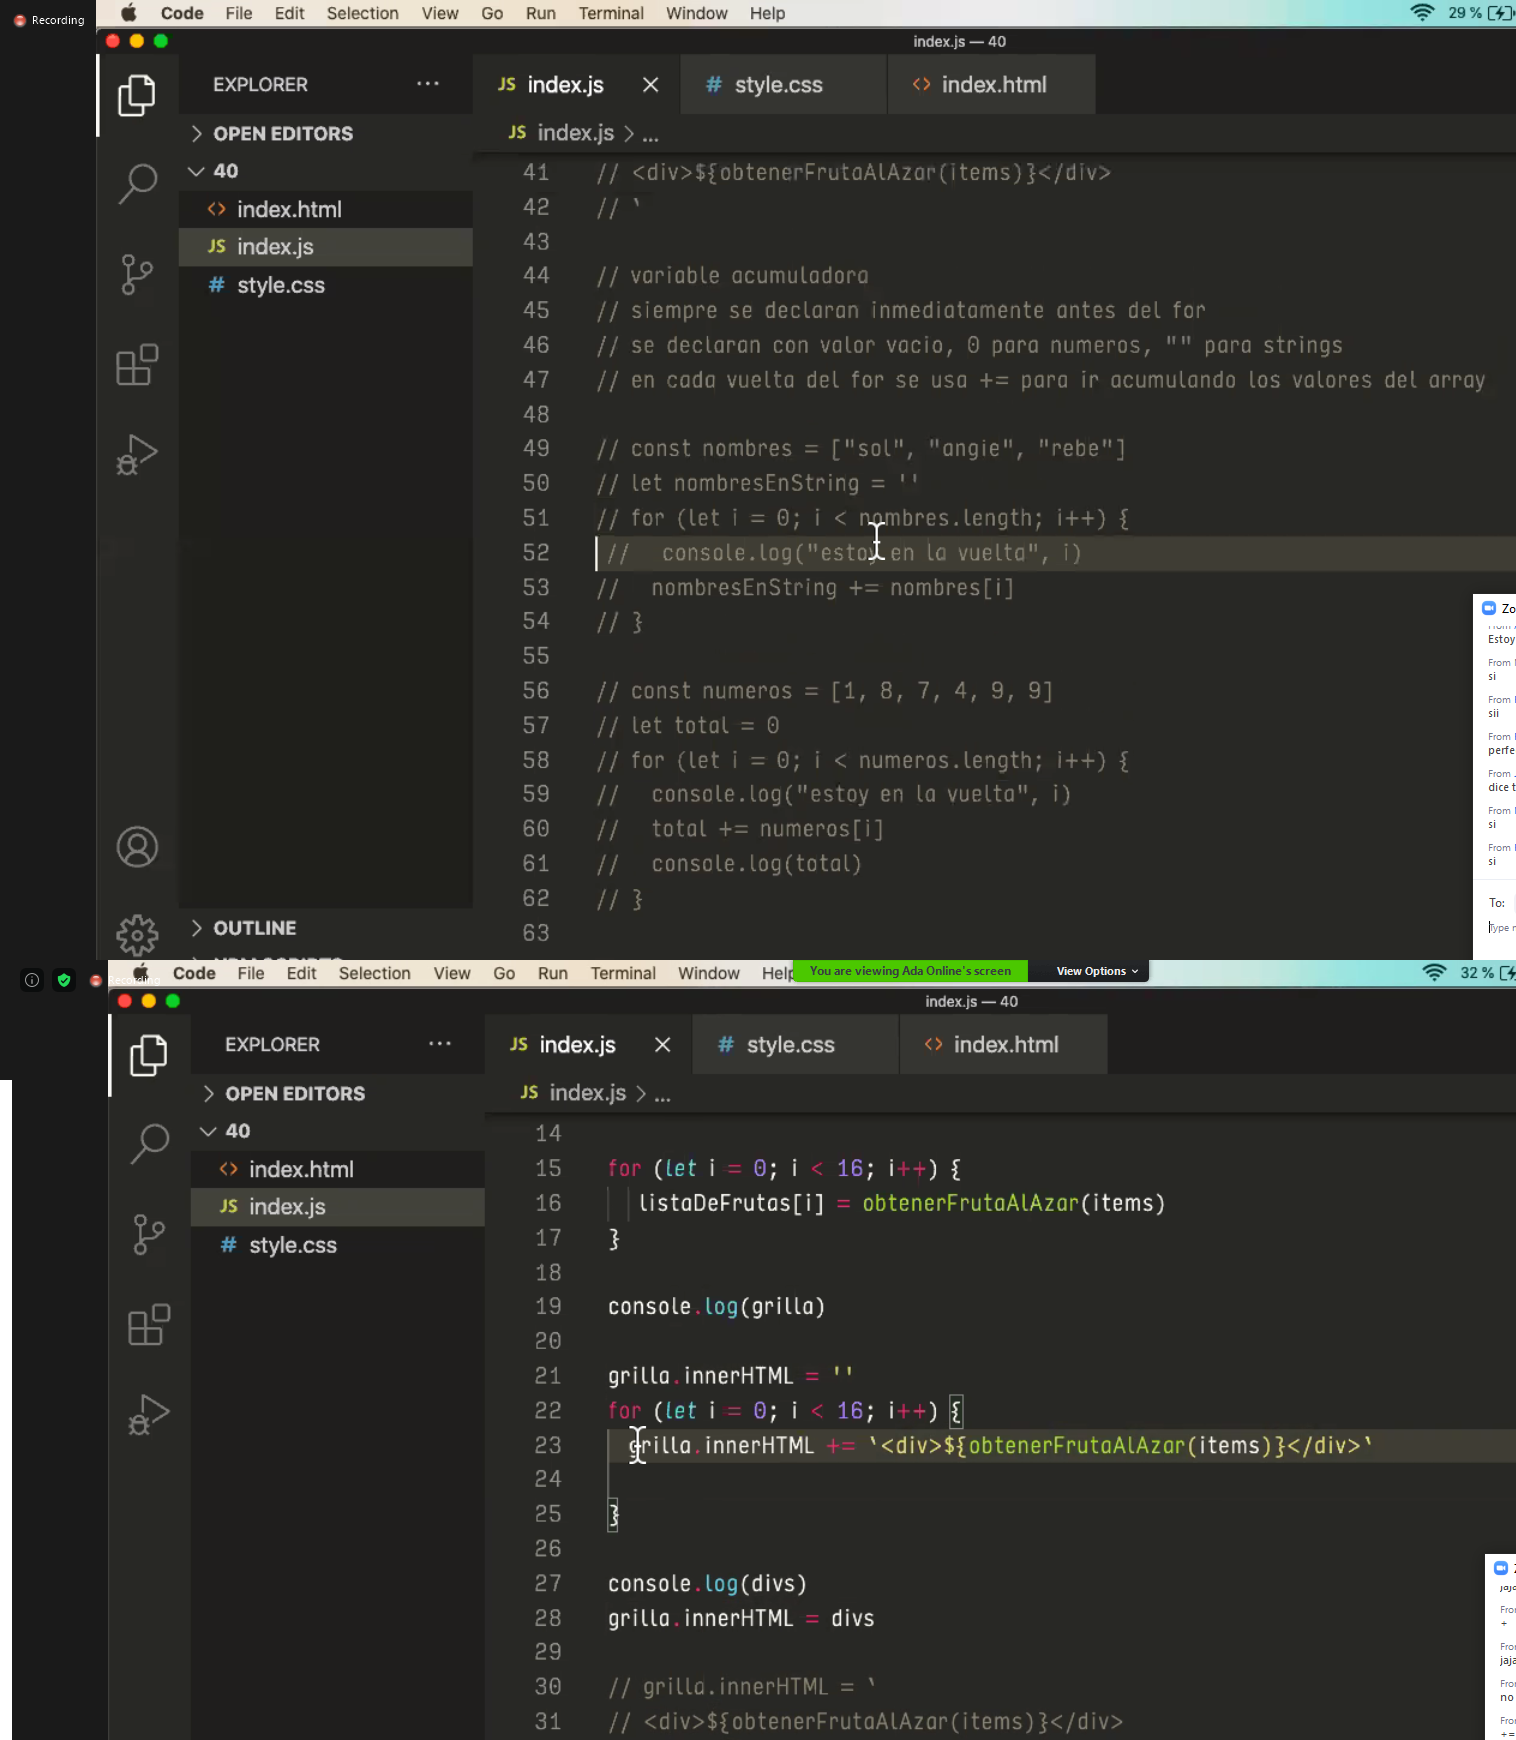 Recording
Code File Edit Selection View Go Run Terminal Window Help
29 %
index.js — 40
EXPLORER ···
JS index.js
# style.css
<> index.html
OPEN EDITORS
JS index.js > ...
40
<> index.html
JS index.js
# style.css
41 // <div>${obtenerFrutaAlAzar(items)}</div>
42 // `
43
44 // variable acumuladora
45 // siempre se declaran inmediatamente antes del for
46 // se declaran con valor vacio, 0 para numeros, "" para strings
47 // en cada vuelta del for se usa += para ir acumulando los valores del array
48
49 // const nombres = ["sol", "angie", "rebe"]
50 // let nombresEnString = ''
51 // for (let i = 0; i < nombres.length; i++) {
52 //   console.log("estoy en la vuelta", i)
53 //   nombresEnString += nombres[i]
54 // }
55
56 // const numeros = [1, 8, 7, 4, 9, 9]
57 // let total = 0
58 // for (let i = 0; i < numeros.length; i++) {
59 //   console.log("estoy en la vuelta", i)
60 //   total += numeros[i]
61 //   console.log(total)
62 // }
63
OUTLINE
Zo
Estoy
From
si
From
sii
From
perfe
From
dice t
From
si
From
si
To:
Type
Recording
Code File Edit Selection View Go Run Terminal Window Help
You are viewing Ada Online's screen
View Options
32 %
index.js — 40
EXPLORER ···
JS index.js
# style.css
<> index.html
OPEN EDITORS
JS index.js > ...
40
<> index.html
JS index.js
# style.css
14
15 for (let i = 0; i < 16; i++) {
16   listaDeFrutas[i] = obtenerFrutaAlAzar(items)
17 }
18
19 console.log(grilla)
20
21 grilla.innerHTML = ''
22 for (let i = 0; i < 16; i++) {
23   grilla.innerHTML += `<div>${obtenerFrutaAlAzar(items)}</div>`
24
25 }
26
27 console.log(divs)
28 grilla.innerHTML = divs
29
30 // grilla.innerHTML = `
31 // <div>${obtenerFrutaAlAzar(items)}</div>
Fro
+
Fro
jaja
Fro
no
Fro
+=